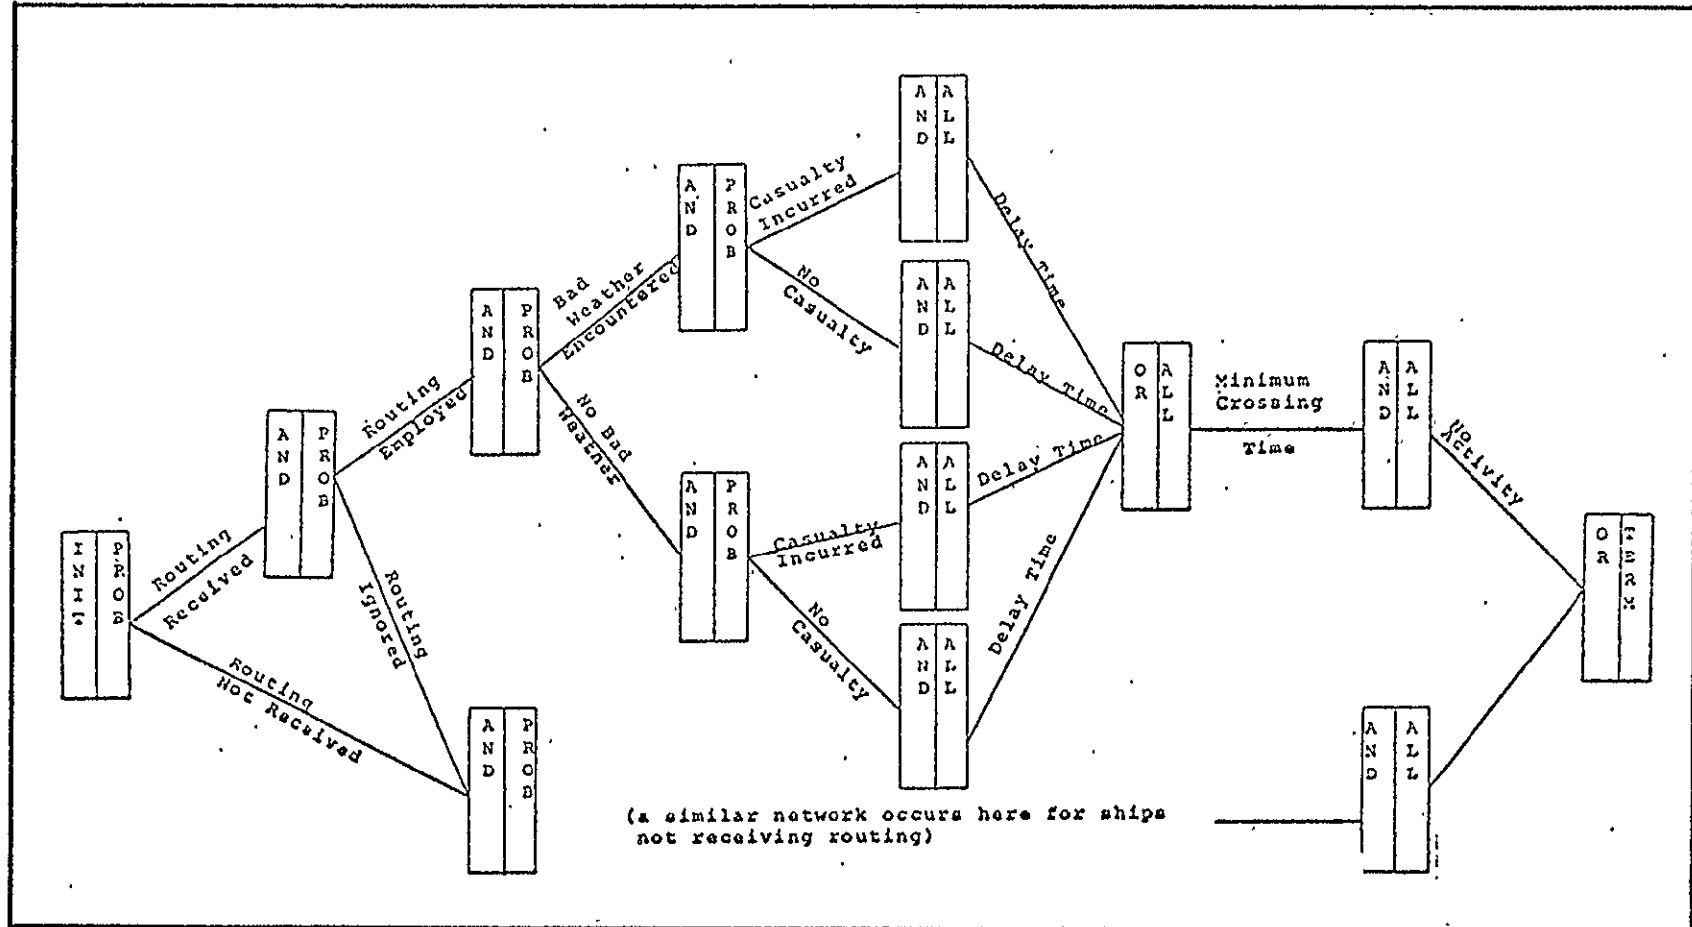 INIT
PROB
Routing
Received
Routing
Not Received
AND
PROB
Routing
Employed
Routing
Ignored
AND
PROB
AND
PROB
Bad
Weather
Encountered
No Bad
Weather
AND
PROB
Casualty
Incurred
No
Casualty
AND
PROB
Casualty
Incurred
No
Casualty
AND
ALL
Delay Time
AND
ALL
Delay Time
AND
ALL
Delay Time
AND
ALL
Delay Time
OR
ALL
Minimum
Crossing
Time
AND
ALL
No
Activity
OR
TERM
(a similar network occurs here for ships
not receiving routing)
AND
ALL